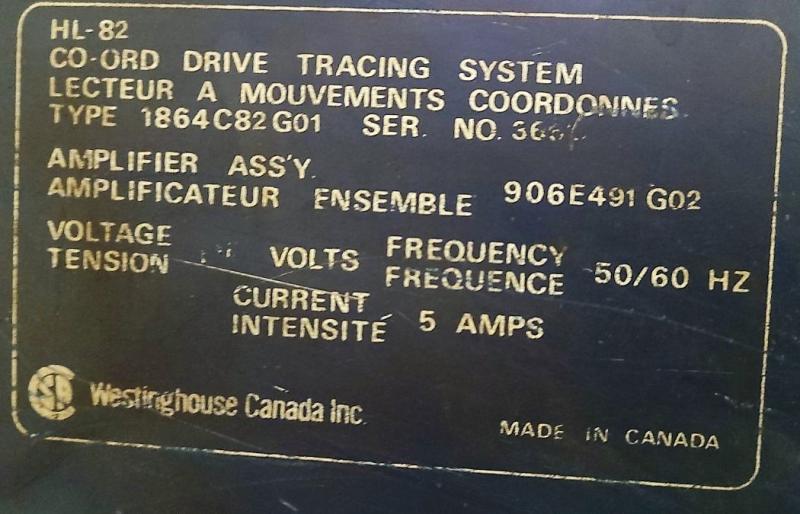 HL-82
CO-ORD DRIVE TRACING SYSTEM
LECTEUR A MOUVEMENTS COORDONNES
TYPE 1864C82G01 SER. NO.
AMPLIFIER ASS'Y.
AMPLIFICATEUR ENSEMBLE 906E491 G02
VOLTAGE
TENSION VOLTS
FREQUENCY
FREQUENCE 50/60 HZ
CURRENT
INTENSITÉ 5 AMPS
Westinghouse Canada Inc.
MADE IN CANADA